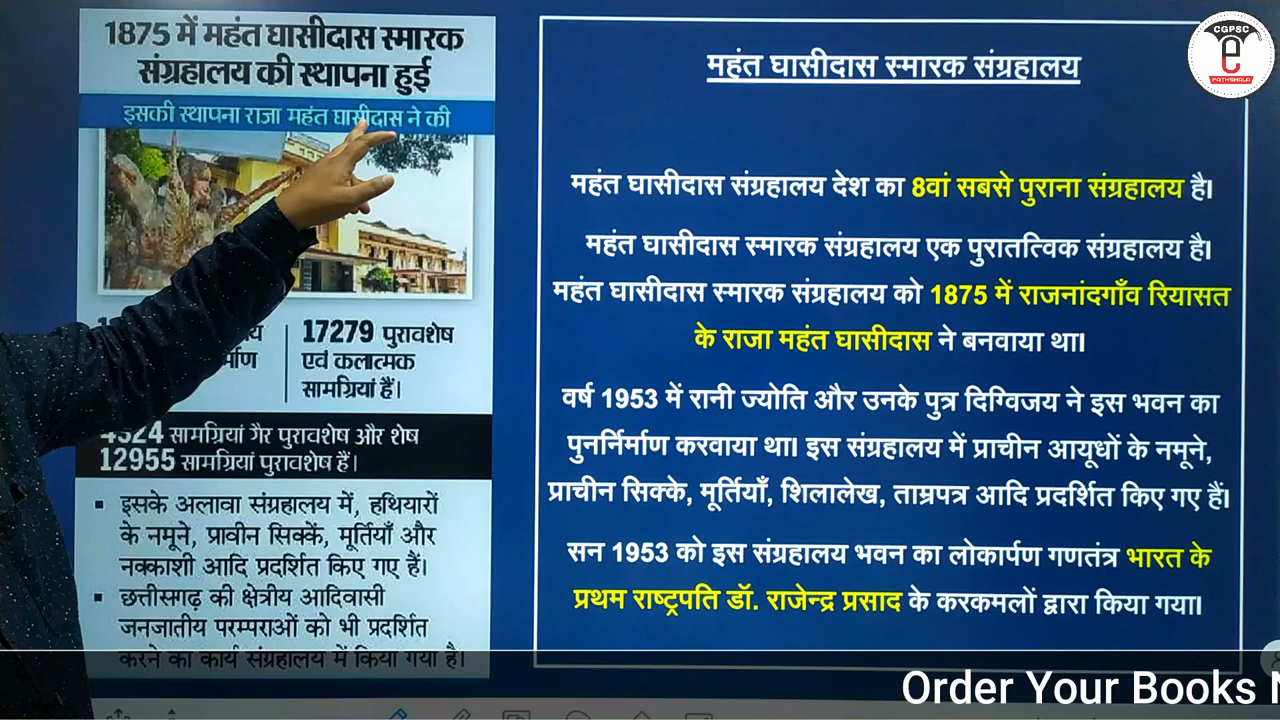 1875 में महंत घासीदास स्मारक
संग्रहालय की स्थापना हुई
इसकी स्थापना राजा महंत घासीदास ने की
17279 पुरावशेष
एवं कलात्मक
सामग्रियां हैं।
4324 सामग्रियां गैर पुरावशेष और शेष
12955 सामग्रियां पुरावशेष हैं।
▪ इसके अलावा संग्रहालय में, हथियारों
के नमूने, प्रावीन सिक्कें, मूर्तियाँ और
नक्काशी आदि प्रदर्शित किए गए हैं।
▪ छत्तीसगढ़ की क्षेत्रीय आदिवासी
जनजातीय परम्पराओं को भी प्रदर्शित
करने का कार्य संग्रहालय में किया गया है।
महंत घासीदास स्मारक संग्रहालय
महंत घासीदास संग्रहालय देश का 8वां सबसे पुराना संग्रहालय है।
महंत घासीदास स्मारक संग्रहालय एक पुरातत्विक संग्रहालय है।
महंत घासीदास स्मारक संग्रहालय को 1875 में राजनांदगाँव रियासत
के राजा महंत घासीदास ने बनवाया था।
वर्ष 1953 में रानी ज्योति और उनके पुत्र दिग्विजय ने इस भवन का
पुनर्निर्माण करवाया था। इस संग्रहालय में प्राचीन आयूधों के नमूने,
प्राचीन सिक्के, मूर्तियाँ, शिलालेख, ताम्रपत्र आदि प्रदर्शित किए गए हैं।
सन 1953 को इस संग्रहालय भवन का लोकार्पण गणतंत्र भारत के
प्रथम राष्ट्रपति डॉ. राजेन्द्र प्रसाद के करकमलों द्वारा किया गया।
CGPSC
e
PATHSHALA
Order Your Books